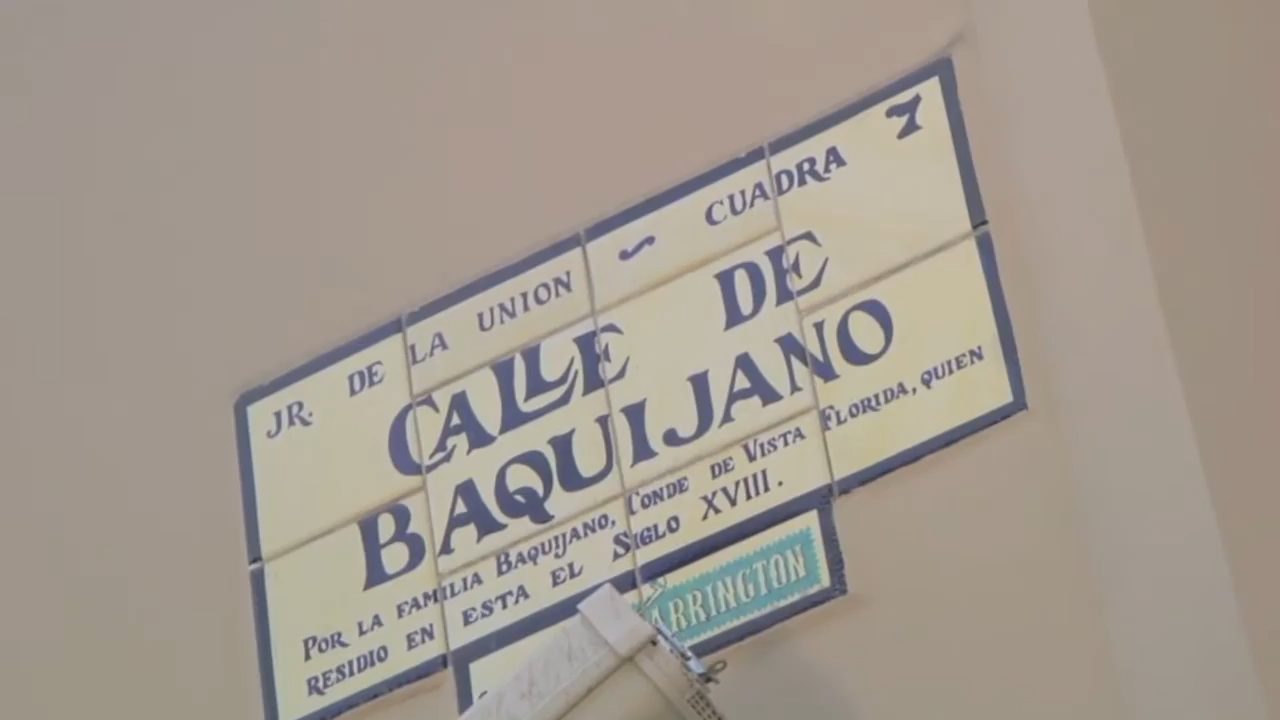 JR. DE LA UNION ~ CUADRA 7
CALLE DE
BAQUIJANO
POR LA FAMILIA BAQUIJANO, CONDE DE VISTA FLORIDA, QUIEN
RESIDIO EN ESTA EL SIGLO XVIII.